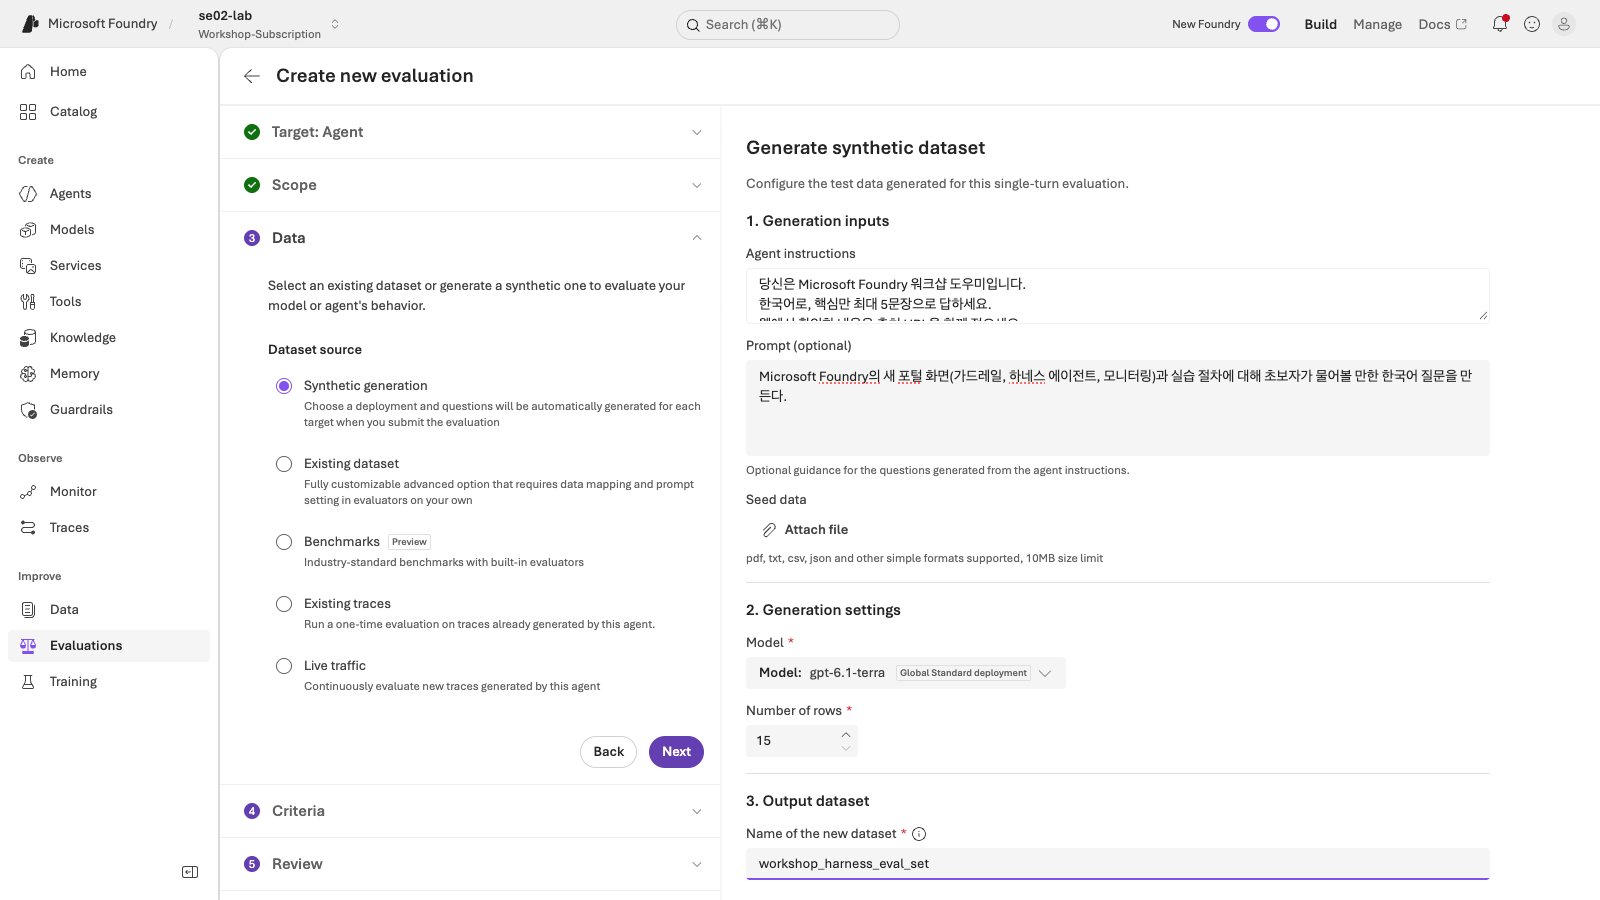 Microsoft Foundry
/
se02-lab
Workshop-Subscription
Search (⌘K)
New Foundry
Build
Manage
Docs
Home
Catalog
Create
Agents
Models
Services
Tools
Knowledge
Memory
Guardrails
Observe
Monitor
Traces
Improve
Data
Evaluations
Training
Create new evaluation
Target: Agent
Scope
3 Data
Select an existing dataset or generate a synthetic one to evaluate your
model or agent's behavior.
Dataset source
Synthetic generation
Choose a deployment and questions will be automatically generated for each
target when you submit the evaluation
Existing dataset
Fully customizable advanced option that requires data mapping and prompt
setting in evaluators on your own
Benchmarks Preview
Industry-standard benchmarks with built-in evaluators
Existing traces
Run a one-time evaluation on traces already generated by this agent.
Live traffic
Continuously evaluate new traces generated by this agent
Back
Next
4 Criteria
5 Review
Generate synthetic dataset
Configure the test data generated for this single-turn evaluation.
1. Generation inputs
Agent instructions
당신은 Microsoft Foundry 워크샵 도우미입니다.
한국어로, 핵심만 최대 5문장으로 답하세요.
Prompt (optional)
Microsoft Foundry의 새 포털 화면(가드레일, 하네스 에이전트, 모니터링)과 실습 절차에 대해 초보자가 물어볼 만한 한국어 질문을 만
든다.
Optional guidance for the questions generated from the agent instructions.
Seed data
Attach file
pdf, txt, csv, json and other simple formats supported, 10MB size limit
2. Generation settings
Model *
Model: gpt-6.1-terra Global Standard deployment
Number of rows *
15
3. Output dataset
Name of the new dataset *
workshop_harness_eval_set